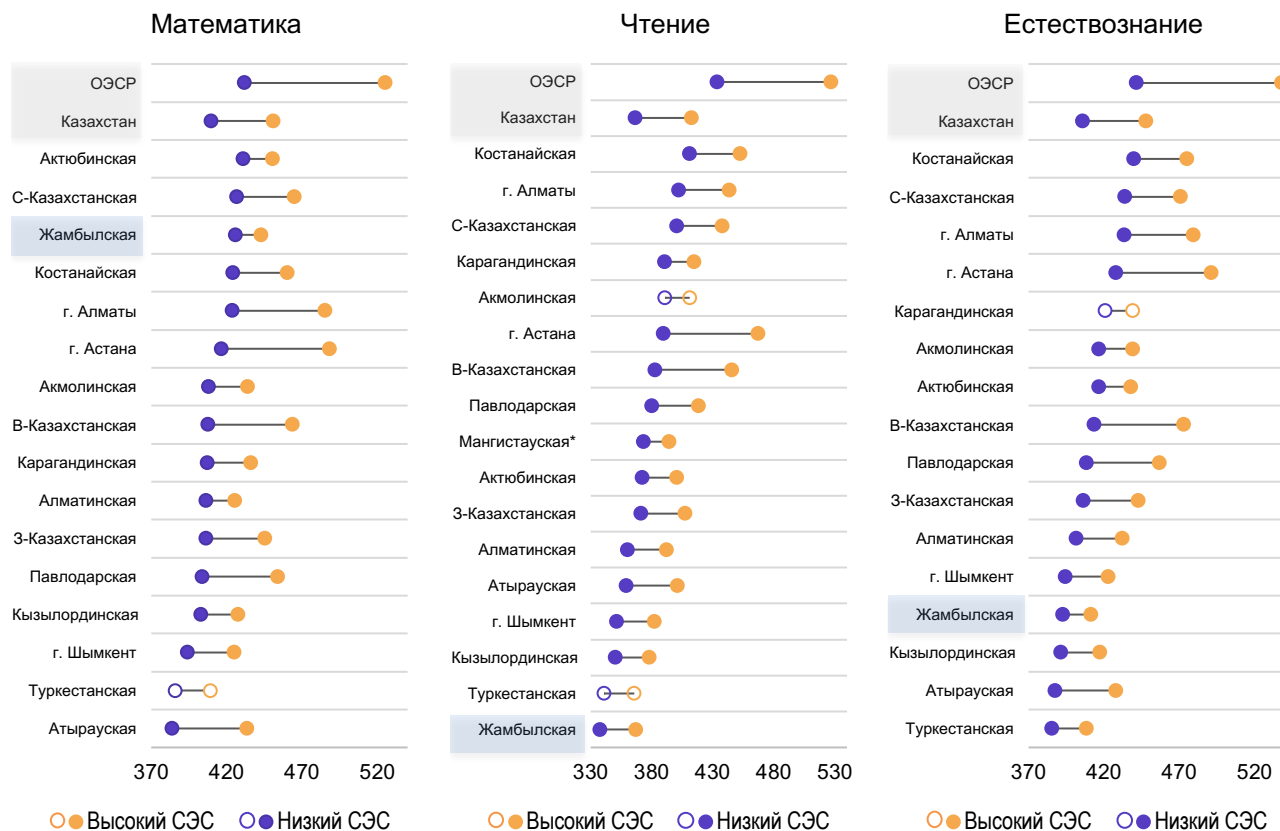 Математика
ОЭСР
Казахстан
Актюбинская
С-Казахстанская
Жамбылская
Костанайская
г. Алматы
г. Астана
Акмолинская
В-Казахстанская
Карагандинская
Алматинская
З-Казахстанская
Павлодарская
Кызылординская
г. Шымкент
Туркестанская
Атырауская
370 420 470 520
Высокий СЭС Низкий СЭС
Чтение
ОЭСР
Казахстан
Костанайская
г. Алматы
С-Казахстанская
Карагандинская
Акмолинская
г. Астана
В-Казахстанская
Павлодарская
Мангистауская*
Актюбинская
З-Казахстанская
Алматинская
Атырауская
г. Шымкент
Кызылординская
Туркестанская
Жамбылская
330 380 430 480 530
Высокий СЭС Низкий СЭС
Естествознание
ОЭСР
Казахстан
Костанайская
С-Казахстанская
г. Алматы
г. Астана
Карагандинская
Акмолинская
Актюбинская
В-Казахстанская
Павлодарская
З-Казахстанская
Алматинская
г. Шымкент
Жамбылская
Кызылординская
Атырауская
Туркестанская
370 420 470 520
Высокий СЭС Низкий СЭС